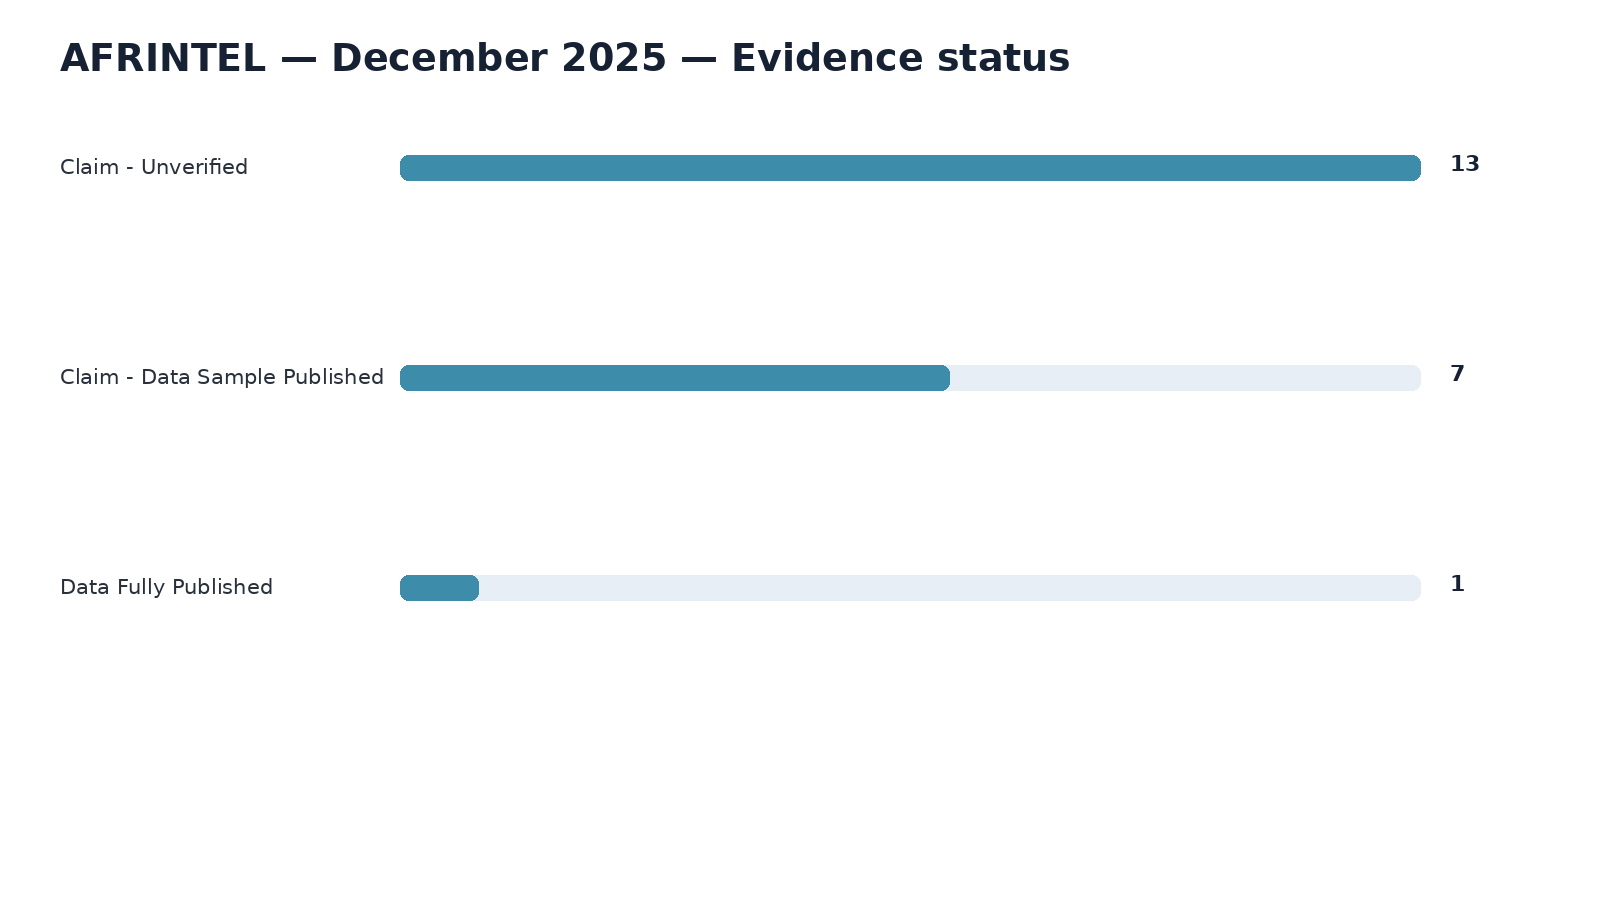 AFRINTEL — December 2025 — Evidence status
Claim - Unverified 13
Claim - Data Sample Published 7
Data Fully Published 1